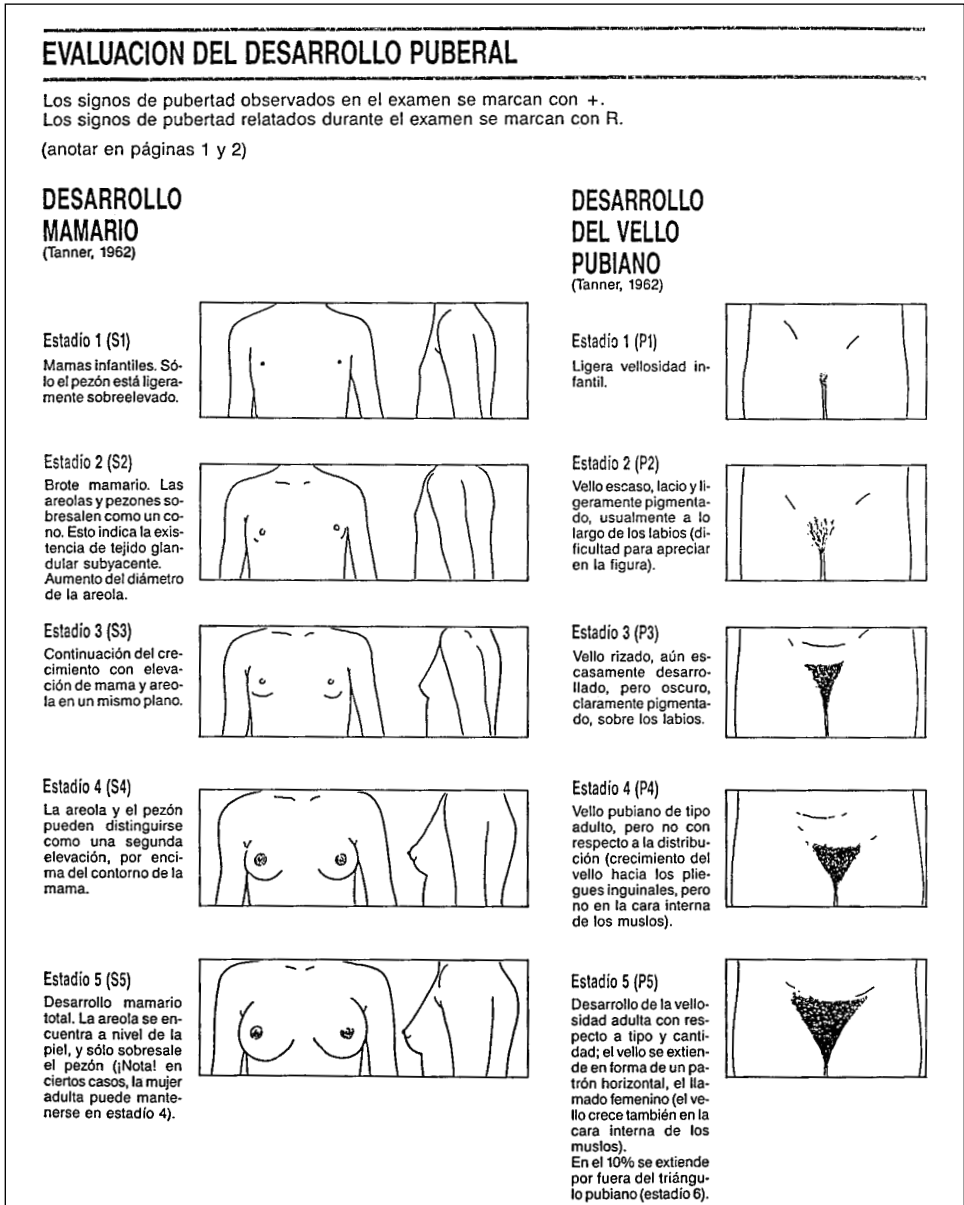 EVALUACION DEL DESARROLLO PUBERAL
Los signos de pubertad observados en el examen se marcan con +.
Los signos de pubertad relatados durante el examen se marcan con R.
(anotar en páginas 1 y 2)
DESARROLLO
MAMARIO
(Tanner, 1962)
Estadío 1 (S1)
Mamas infantiles. Só-
lo el pezón está ligera-
mente sobreelevado.
Estadío 2 (S2)
Brote mamario. Las
areolas y pezones so-
bresalen como un co-
no. Esto indica la exis-
tencia de tejido glan-
dular subyacente.
Aumento del diámetro
de la areola.
Estadío 3 (S3)
Continuación del cre-
cimiento con eleva-
ción de mama y areo-
la en un mismo plano.
Estadío 4 (S4)
La areola y el pezón
pueden distinguirse
como una segunda
elevación, por enci-
ma del contorno de la
mama.
Estadío 5 (S5)
Desarrollo mamario
total. La areola se en-
cuentra a nivel de la
piel, y sólo sobresale
el pezón (¡Nota! en
ciertos casos, la mujer
adulta puede mante-
nerse en estadío 4).
DESARROLLO
DEL VELLO
PUBIANO
(Tanner, 1962)
Estadío 1 (P1)
Ligera vellosidad in-
fantil.
Estadío 2 (P2)
Vello escaso, lacio y li-
geramente pigmenta-
do, usualmente a lo
largo de los labios (di-
ficultad para apreciar
en la figura).
Estadío 3 (P3)
Vello rizado, aún es-
casamente desarro-
llado, pero oscuro,
claramente pigmenta-
do, sobre los labios.
Estadío 4 (P4)
Vello pubiano de tipo
adulto, pero no con
respecto a la distribu-
ción (crecimiento del
vello hacia los plie-
gues inguinales, pero
no en la cara interna
de los muslos).
Estadío 5 (P5)
Desarrollo de la vello-
sidad adulta con res-
pecto a tipo y canti-
dad; el vello se extien-
de en forma de un pa-
trón horizontal, el lla-
mado femenino (el ve-
llo crece también en la
cara interna de los
muslos).
En el 10% se extiende
por fuera del triángu-
lo pubiano (estadío 6).